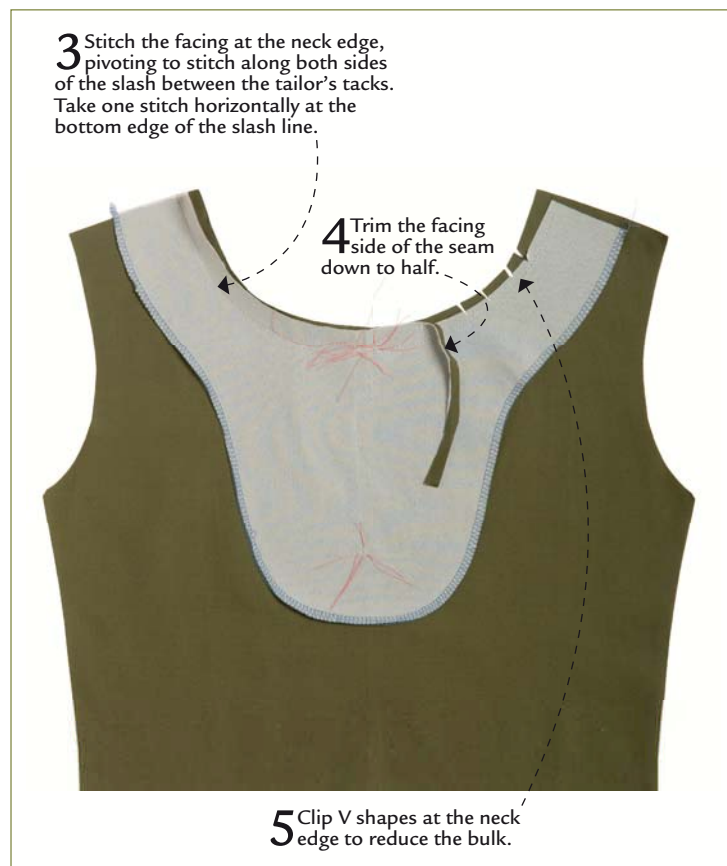 3 Stitch the facing at the neck edge,
pivoting to stitch along both sides
of the slash between the tailor's tacks.
Take one stitch horizontally at the
bottom edge of the slash line.
4 Trim the facing
side of the seam
down to half.
5 Clip V shapes at the neck
edge to reduce the bulk.